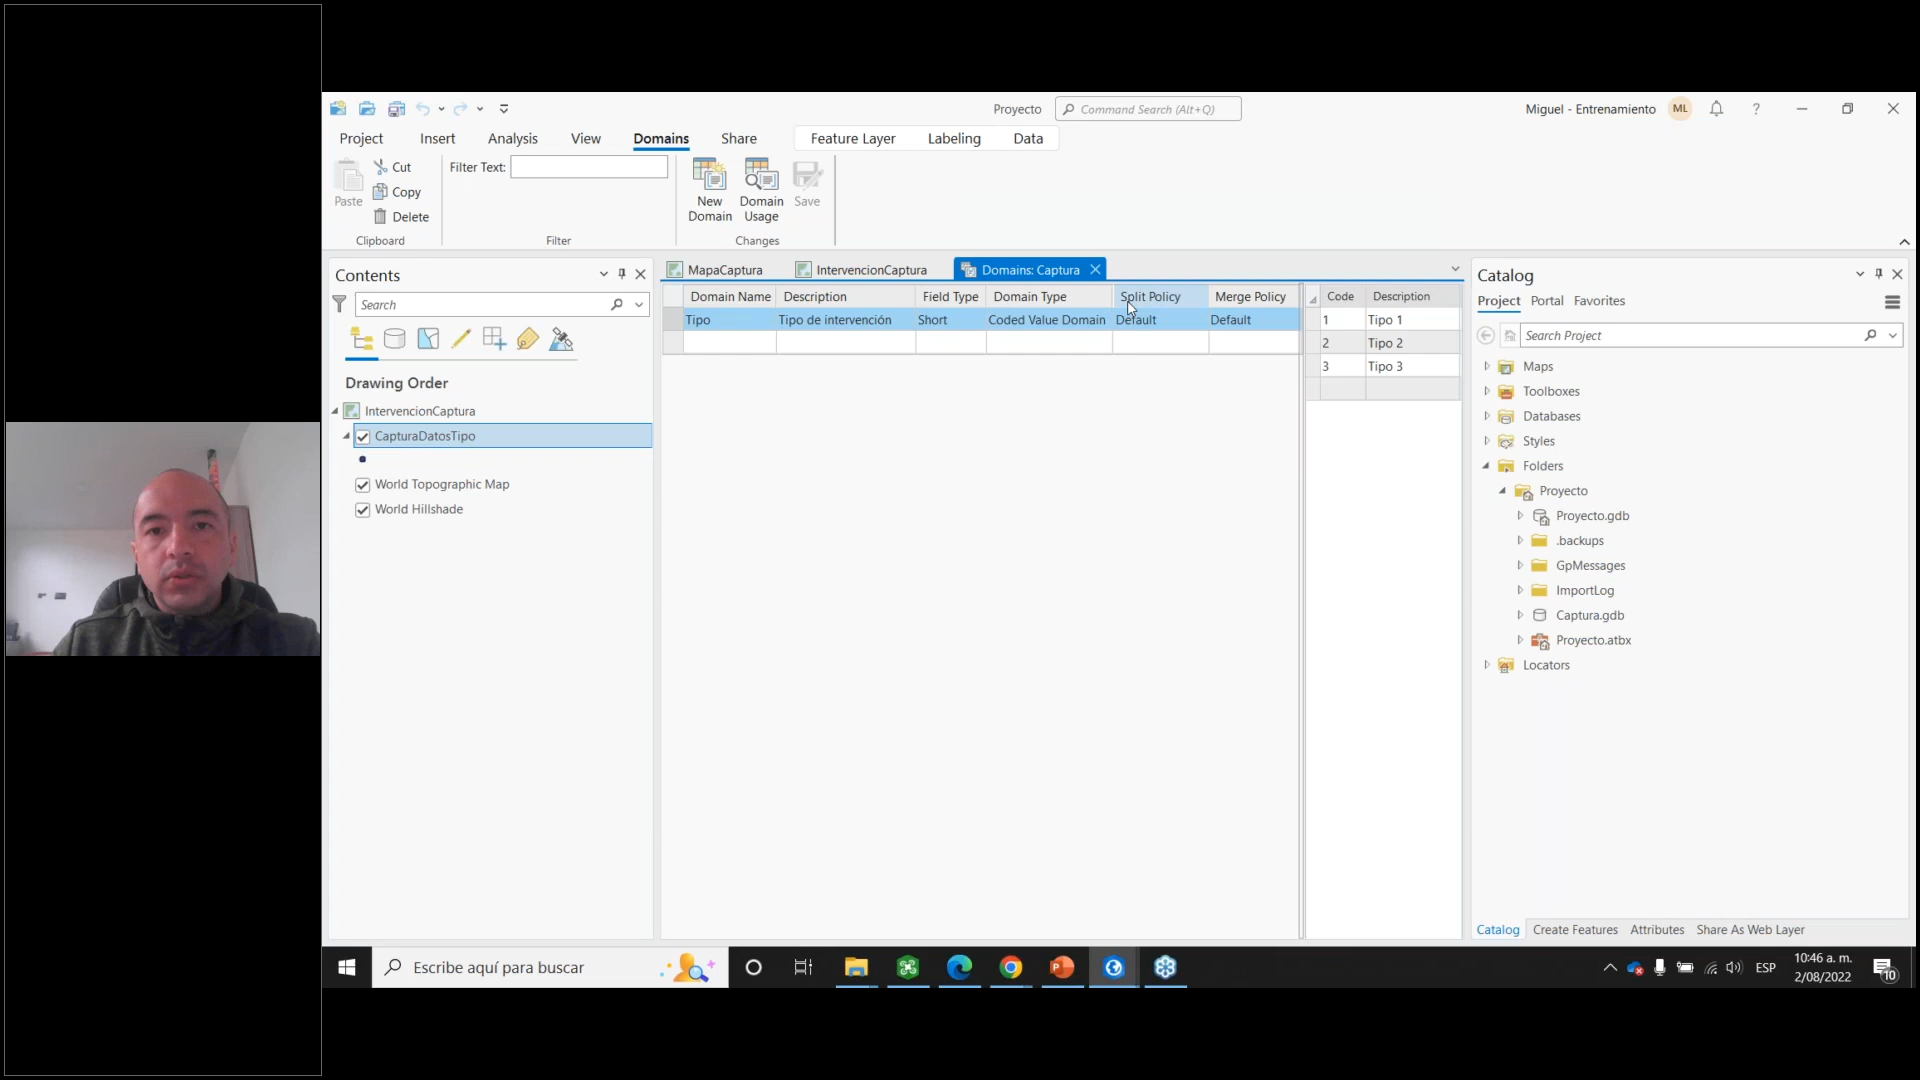 Proyecto
Command Search (Alt+Q)
Miguel - Entrenamiento
ML
Project
Insert
Analysis
View
Domains
Share
Feature Layer
Labeling
Data
Paste
Cut
Copy
Delete
Clipboard
Filter Text:
Filter
New Domain
Domain Usage
Save
Changes
Contents
Search
Drawing Order
IntervencionCaptura
CapturaDatosTipo
World Topographic Map
World Hillshade
MapaCaptura
IntervencionCaptura
Domains: Captura
Domain Name Description Field Type Domain Type Split Policy Merge Policy
Tipo Tipo de intervención Short Coded Value Domain Default Default
Code Description
1 Tipo 1
2 Tipo 2
3 Tipo 3
Catalog
Project Portal Favorites
Search Project
Maps
Toolboxes
Databases
Styles
Folders
Proyecto
Proyecto.gdb
.backups
GpMessages
ImportLog
Captura.gdb
Proyecto.atbx
Locators
Catalog Create Features Attributes Share As Web Layer
Escribe aquí para buscar
ESP
10:46 a. m.
2/08/2022
10